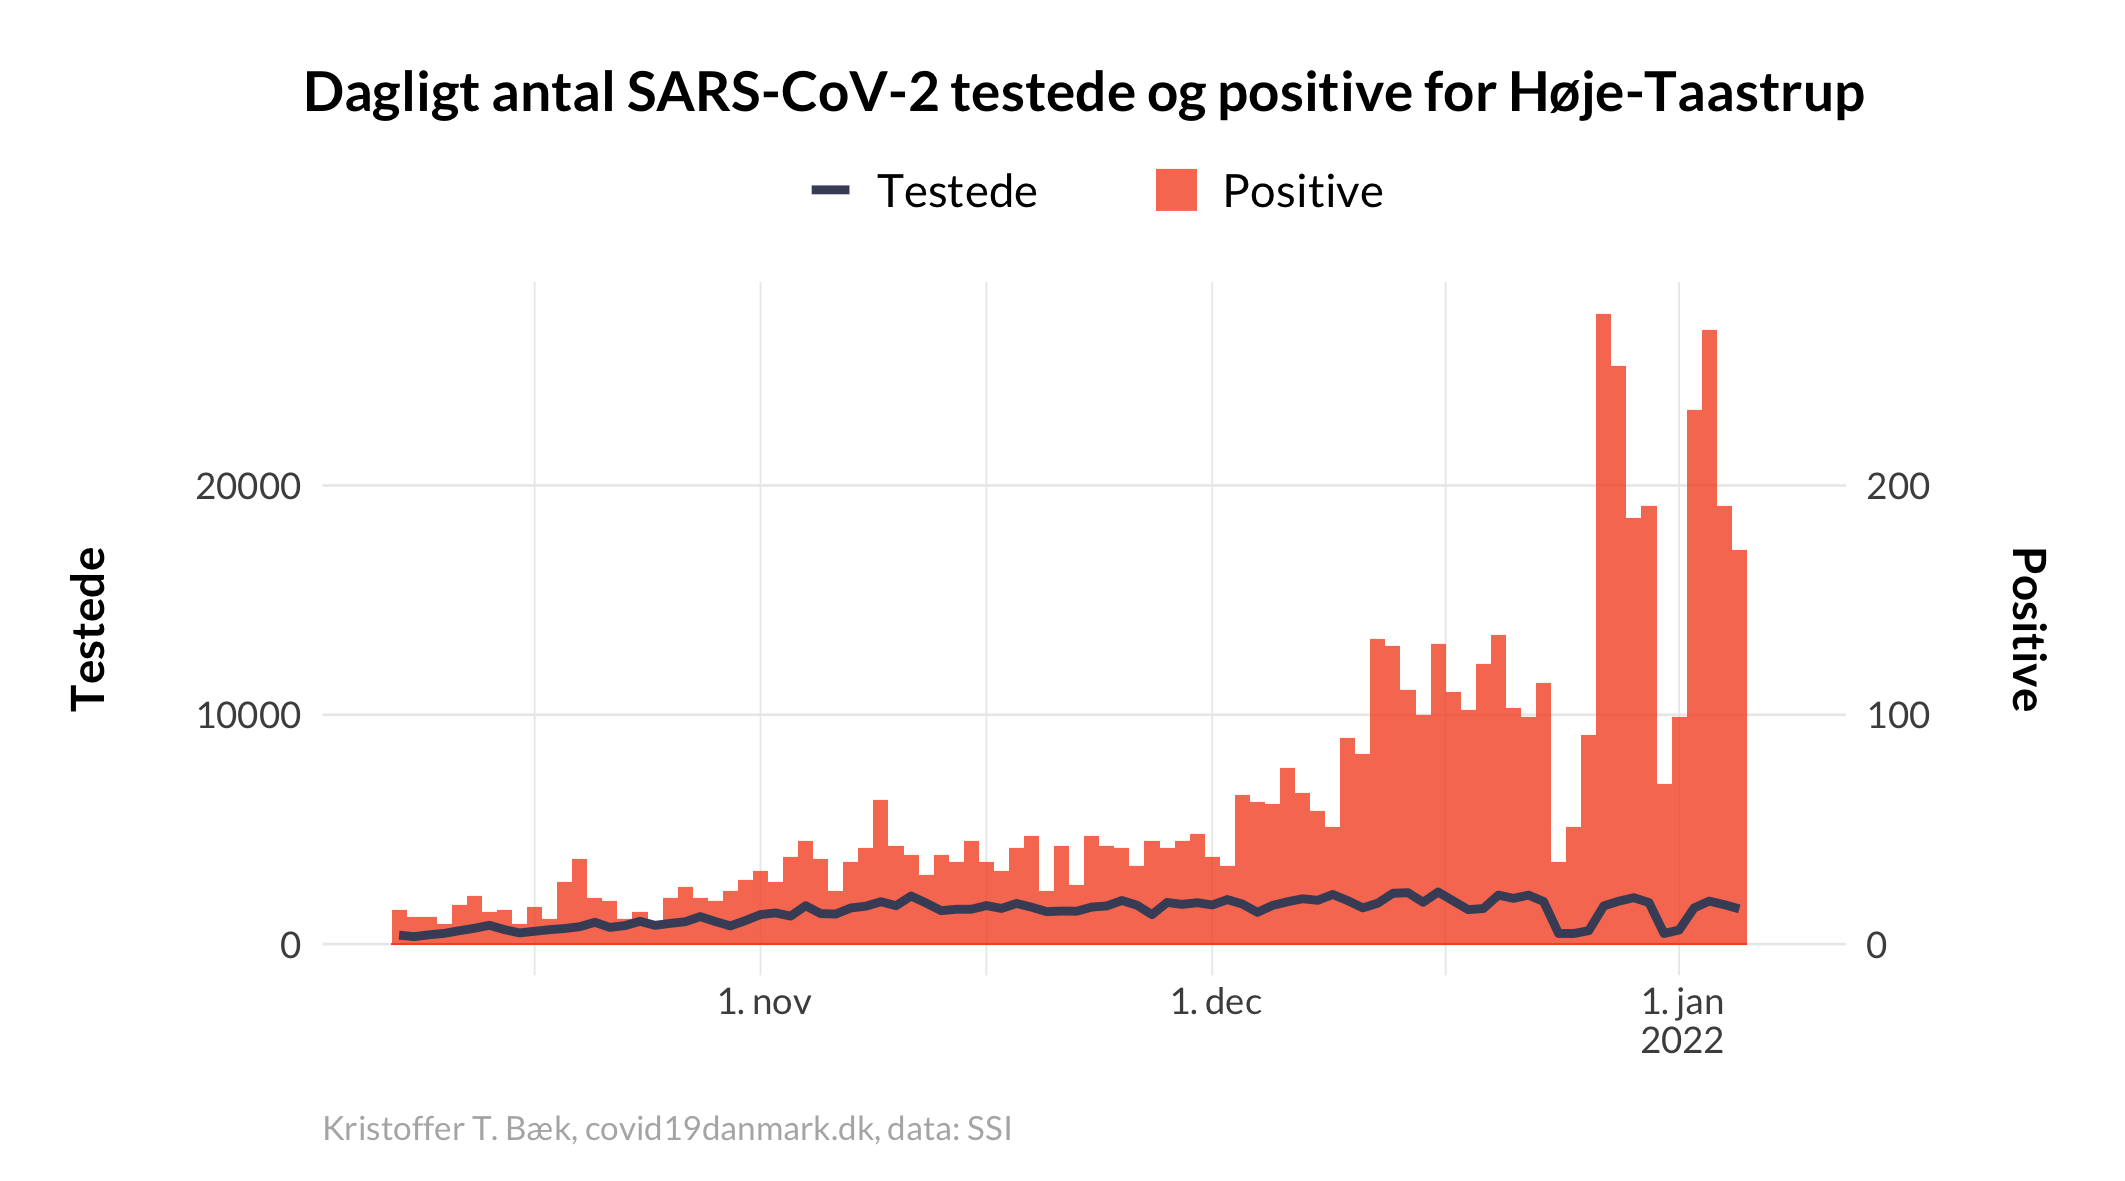 Dagligt antal SARS-CoV-2 testede og positive for Høje-Taastrup
Testede
Positive
20000
10000
0
Testede
200
100
0
Positive
1. nov
1. dec
1. jan
2022
Kristoffer T. Bæk, covid19danmark.dk, data: SSI